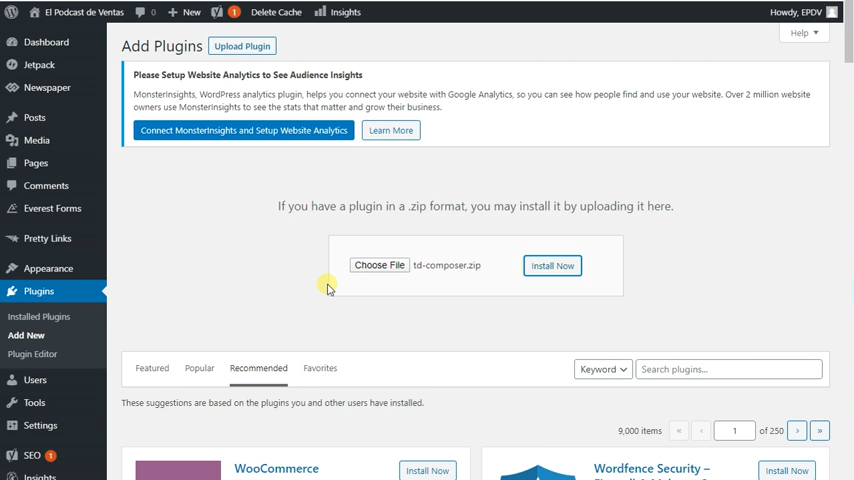 El Podcast de Ventas 0 + New 1 Delete Cache Insights Howdy, EPDV
Dashboard
Jetpack
Newspaper
Posts
Media
Pages
Comments
Everest Forms
Pretty Links
Appearance
Plugins
Installed Plugins
Add New
Plugin Editor
Users
Tools
Settings
SEO 1
Insights
Help
Add Plugins Upload Plugin
Please Setup Website Analytics to See Audience Insights
MonsterInsights, WordPress analytics plugin, helps you connect your website with Google Analytics, so you can see how people find and use your website. Over 2 million website
owners use MonsterInsights to see the stats that matter and grow their business.
Connect MonsterInsights and Setup Website Analytics Learn More
If you have a plugin in a .zip format, you may install it by uploading it here.
Choose File td-composer.zip Install Now
Featured Popular Recommended Favorites Keyword Search plugins...
These suggestions are based on the plugins you and other users have installed.
9,000 items « ‹ 1 of 250 › »
WooCommerce Install Now
Wordfence Security – Install Now